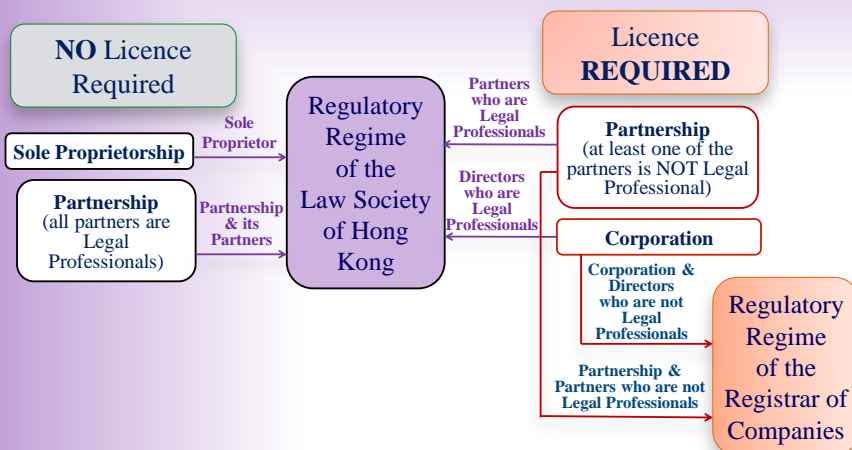 NO Licence
Required
Licence
REQUIRED
Sole Proprietorship
Sole
Proprietor
Partnership
(all partners are
Legal
Professionals)
Partnership
& its
Partners
Regulatory
Regime
of the
Law Society
of Hong
Kong
Partners
who are
Legal
Professionals
Partnership
(at least one of the
partners is NOT Legal
Professional)
Directors
who are
Legal
Professionals
Corporation
Corporation &
Directors
who are not
Legal
Professionals
Partnership &
Partners who are not
Legal Professionals
Regulatory
Regime
of the
Registrar of
Companies